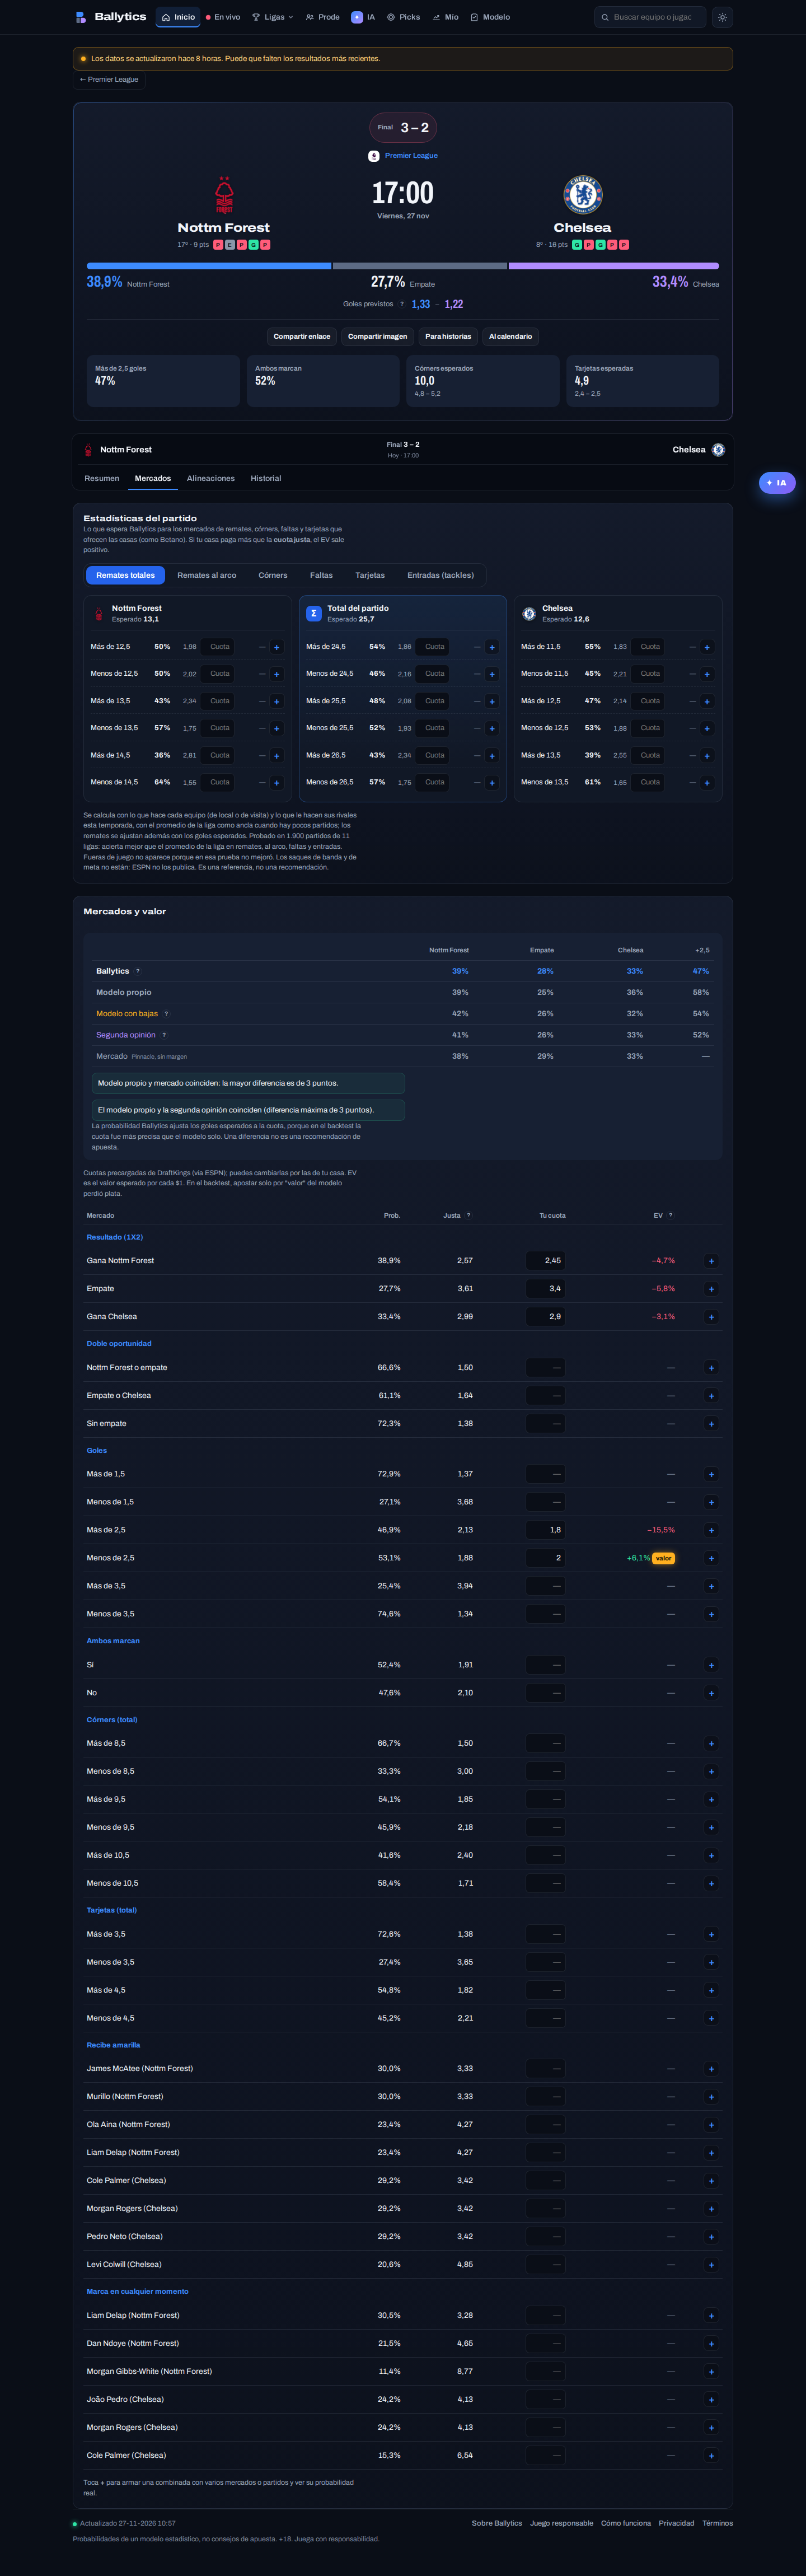 Ballytics Inicio En vivo Ligas Prode IA Picks Mío Modelo Buscar equipo o jugac
Los datos se actualizaron hace 8 horas. Puede que falten los resultados más recientes.
← Premier League
Final 3 – 2
Premier League
17:00
Viernes, 27 nov
FOREST
Nottm Forest
17º · 9 pts P E P G P
CHELSEA
Chelsea
8º · 16 pts G P G P P
38,9% Nottm Forest 27,7% Empate 33,4% Chelsea
Goles previstos ? 1,33 – 1,22
Compartir enlace Compartir imagen Para historias Al calendario
Más de 2,5 goles Ambos marcan Córners esperados Tarjetas esperadas
47% 52% 10,0 4,9
4,8 – 5,2 2,4 – 2,5
Nottm Forest Final 3 – 2 Chelsea
Hoy · 17:00
Resumen Mercados Alineaciones Historial
IA
Estadísticas del partido
Lo que espera Ballytics para los mercados de remates, córners, faltas y tarjetas que
ofrecen las casas (como Betano). Si tu casa paga más que la cuota justa, el EV sale
positivo.
Remates totales Remates al arco Córners Faltas Tarjetas Entradas (tackles)
Nottm Forest
Esperado 13,1
Más de 12,5 50% 1,98 Cuota — +
Menos de 12,5 50% 2,02 Cuota — +
Más de 13,5 43% 2,34 Cuota — +
Menos de 13,5 57% 1,75 Cuota — +
Más de 14,5 36% 2,81 Cuota — +
Menos de 14,5 64% 1,55 Cuota — +
Σ Total del partido
Esperado 25,7
Más de 24,5 54% 1,86 Cuota — +
Menos de 24,5 46% 2,16 Cuota — +
Más de 25,5 48% 2,08 Cuota — +
Menos de 25,5 52% 1,93 Cuota — +
Más de 26,5 43% 2,34 Cuota — +
Menos de 26,5 57% 1,75 Cuota — +
Chelsea
Esperado 12,6
Más de 11,5 55% 1,83 Cuota — +
Menos de 11,5 45% 2,21 Cuota — +
Más de 12,5 47% 2,14 Cuota — +
Menos de 12,5 53% 1,88 Cuota — +
Más de 13,5 39% 2,55 Cuota — +
Menos de 13,5 61% 1,65 Cuota — +
Se calcula con lo que hace cada equipo (de local o de visita) y lo que le hacen sus rivales
esta temporada, con el promedio de la liga como ancla cuando hay pocos partidos; los
remates se ajustan además con los goles esperados. Probado en 1.900 partidos de 11
ligas: acierta mejor que el promedio de la liga en remates, al arco, faltas y entradas.
Fueras de juego no aparece porque en esa prueba no mejoró. Los saques de banda y de
meta no están: ESPN no los publica. Es una referencia, no una recomendación.
Mercados y valor
Nottm Forest Empate Chelsea +2,5
Ballytics ? 39% 28% 33% 47%
Modelo propio 39% 25% 36% 58%
Modelo con bajas ? 42% 26% 32% 54%
Segunda opinión ? 41% 26% 33% 52%
Mercado Pinnacle, sin margen 38% 29% 33% —
Modelo propio y mercado coinciden: la mayor diferencia es de 3 puntos.
El modelo propio y la segunda opinión coinciden (diferencia máxima de 3 puntos).
La probabilidad Ballytics ajusta los goles esperados a la cuota, porque en el backtest la
cuota fue más precisa que el modelo solo. Una diferencia no es una recomendación de
apuesta.
Cuotas precargadas de DraftKings (vía ESPN); puedes cambiarlas por las de tu casa. EV
es el valor esperado por cada $1. En el backtest, apostar solo por "valor" del modelo
perdió plata.
Mercado Prob. Justa ? Tu cuota EV ?
Resultado (1X2)
Gana Nottm Forest 38,9% 2,57 2,45 −4,7% +
Empate 27,7% 3,61 3,4 −5,8% +
Gana Chelsea 33,4% 2,99 2,9 −3,1% +
Doble oportunidad
Nottm Forest o empate 66,6% 1,50 — — +
Empate o Chelsea 61,1% 1,64 — — +
Sin empate 72,3% 1,38 — — +
Goles
Más de 1,5 72,9% 1,37 — — +
Menos de 1,5 27,1% 3,68 — — +
Más de 2,5 46,9% 2,13 1,8 −15,5% +
Menos de 2,5 53,1% 1,88 2 +6,1% valor +
Más de 3,5 25,4% 3,94 — — +
Menos de 3,5 74,6% 1,34 — — +
Ambos marcan
Sí 52,4% 1,91 — — +
No 47,6% 2,10 — — +
Córners (total)
Más de 8,5 66,7% 1,50 — — +
Menos de 8,5 33,3% 3,00 — — +
Más de 9,5 54,1% 1,85 — — +
Menos de 9,5 45,9% 2,18 — — +
Más de 10,5 41,6% 2,40 — — +
Menos de 10,5 58,4% 1,71 — — +
Tarjetas (total)
Más de 3,5 72,6% 1,38 — — +
Menos de 3,5 27,4% 3,65 — — +
Más de 4,5 54,8% 1,82 — — +
Menos de 4,5 45,2% 2,21 — — +
Recibe amarilla
James McAtee (Nottm Forest) 30,0% 3,33 — — +
Murillo (Nottm Forest) 30,0% 3,33 — — +
Ola Aina (Nottm Forest) 23,4% 4,27 — — +
Liam Delap (Nottm Forest) 23,4% 4,27 — — +
Cole Palmer (Chelsea) 29,2% 3,42 — — +
Morgan Rogers (Chelsea) 29,2% 3,42 — — +
Pedro Neto (Chelsea) 29,2% 3,42 — — +
Levi Colwill (Chelsea) 20,6% 4,85 — — +
Marca en cualquier momento
Liam Delap (Nottm Forest) 30,5% 3,28 — — +
Dan Ndoye (Nottm Forest) 21,5% 4,65 — — +
Morgan Gibbs-White (Nottm Forest) 11,4% 8,77 — — +
João Pedro (Chelsea) 24,2% 4,13 — — +
Morgan Rogers (Chelsea) 24,2% 4,13 — — +
Cole Palmer (Chelsea) 15,3% 6,54 — — +
Toca + para armar una combinada con varios mercados o partidos y ver su probabilidad
real.
Actualizado 27-11-2026 10:57 Sobre Ballytics Juego responsable Cómo funciona Privacidad Términos
Probabilidades de un modelo estadístico, no consejos de apuesta. +18. Juega con responsabilidad.